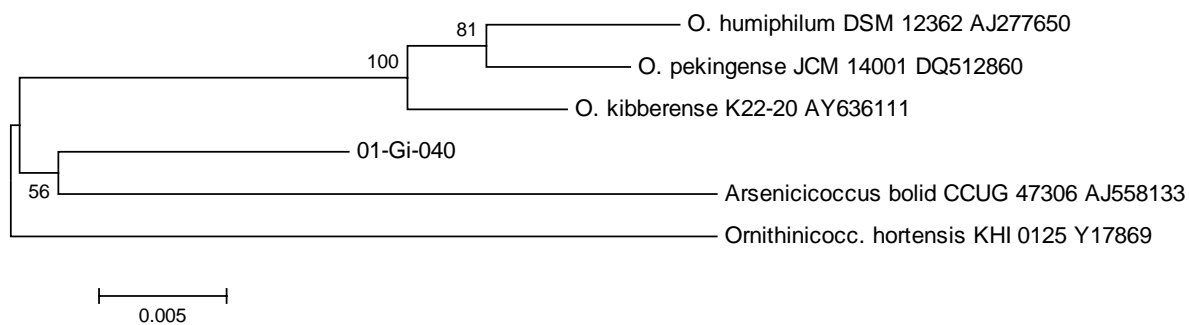 O. humiphilum DSM 12362 AJ277650
81
O. pekingense JCM 14001 DQ512860
100
O. kibberense K22-20 AY636111
01-Gi-040
56
Arsenicicoccus bolid CCUG 47306 AJ558133
Ornithinicocc. hortensis KHI 0125 Y17869
0.005